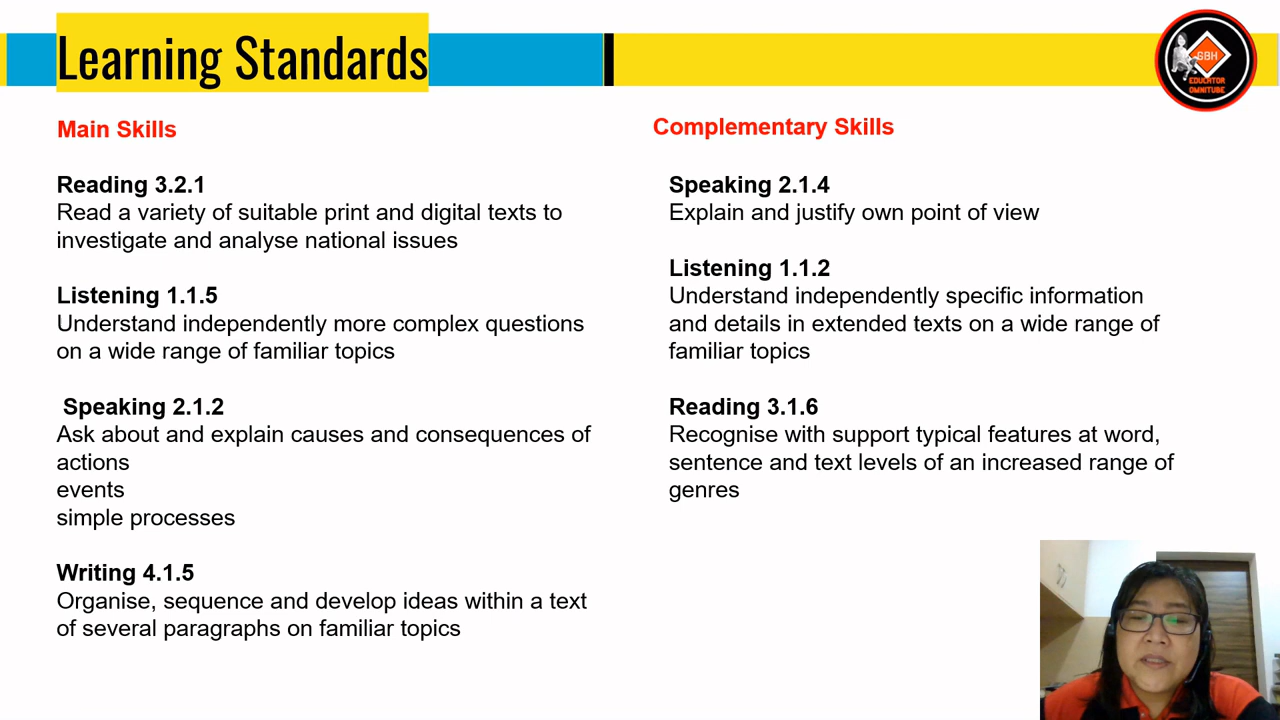 Learning Standards
GBH
EDUCATOR
OMNITUBE
Main Skills
Reading 3.2.1
Read a variety of suitable print and digital texts to
investigate and analyse national issues
Listening 1.1.5
Understand independently more complex questions
on a wide range of familiar topics
Speaking 2.1.2
Ask about and explain causes and consequences of
actions
events
simple processes
Writing 4.1.5
Organise, sequence and develop ideas within a text
of several paragraphs on familiar topics
Complementary Skills
Speaking 2.1.4
Explain and justify own point of view
Listening 1.1.2
Understand independently specific information
and details in extended texts on a wide range of
familiar topics
Reading 3.1.6
Recognise with support typical features at word,
sentence and text levels of an increased range of
genres